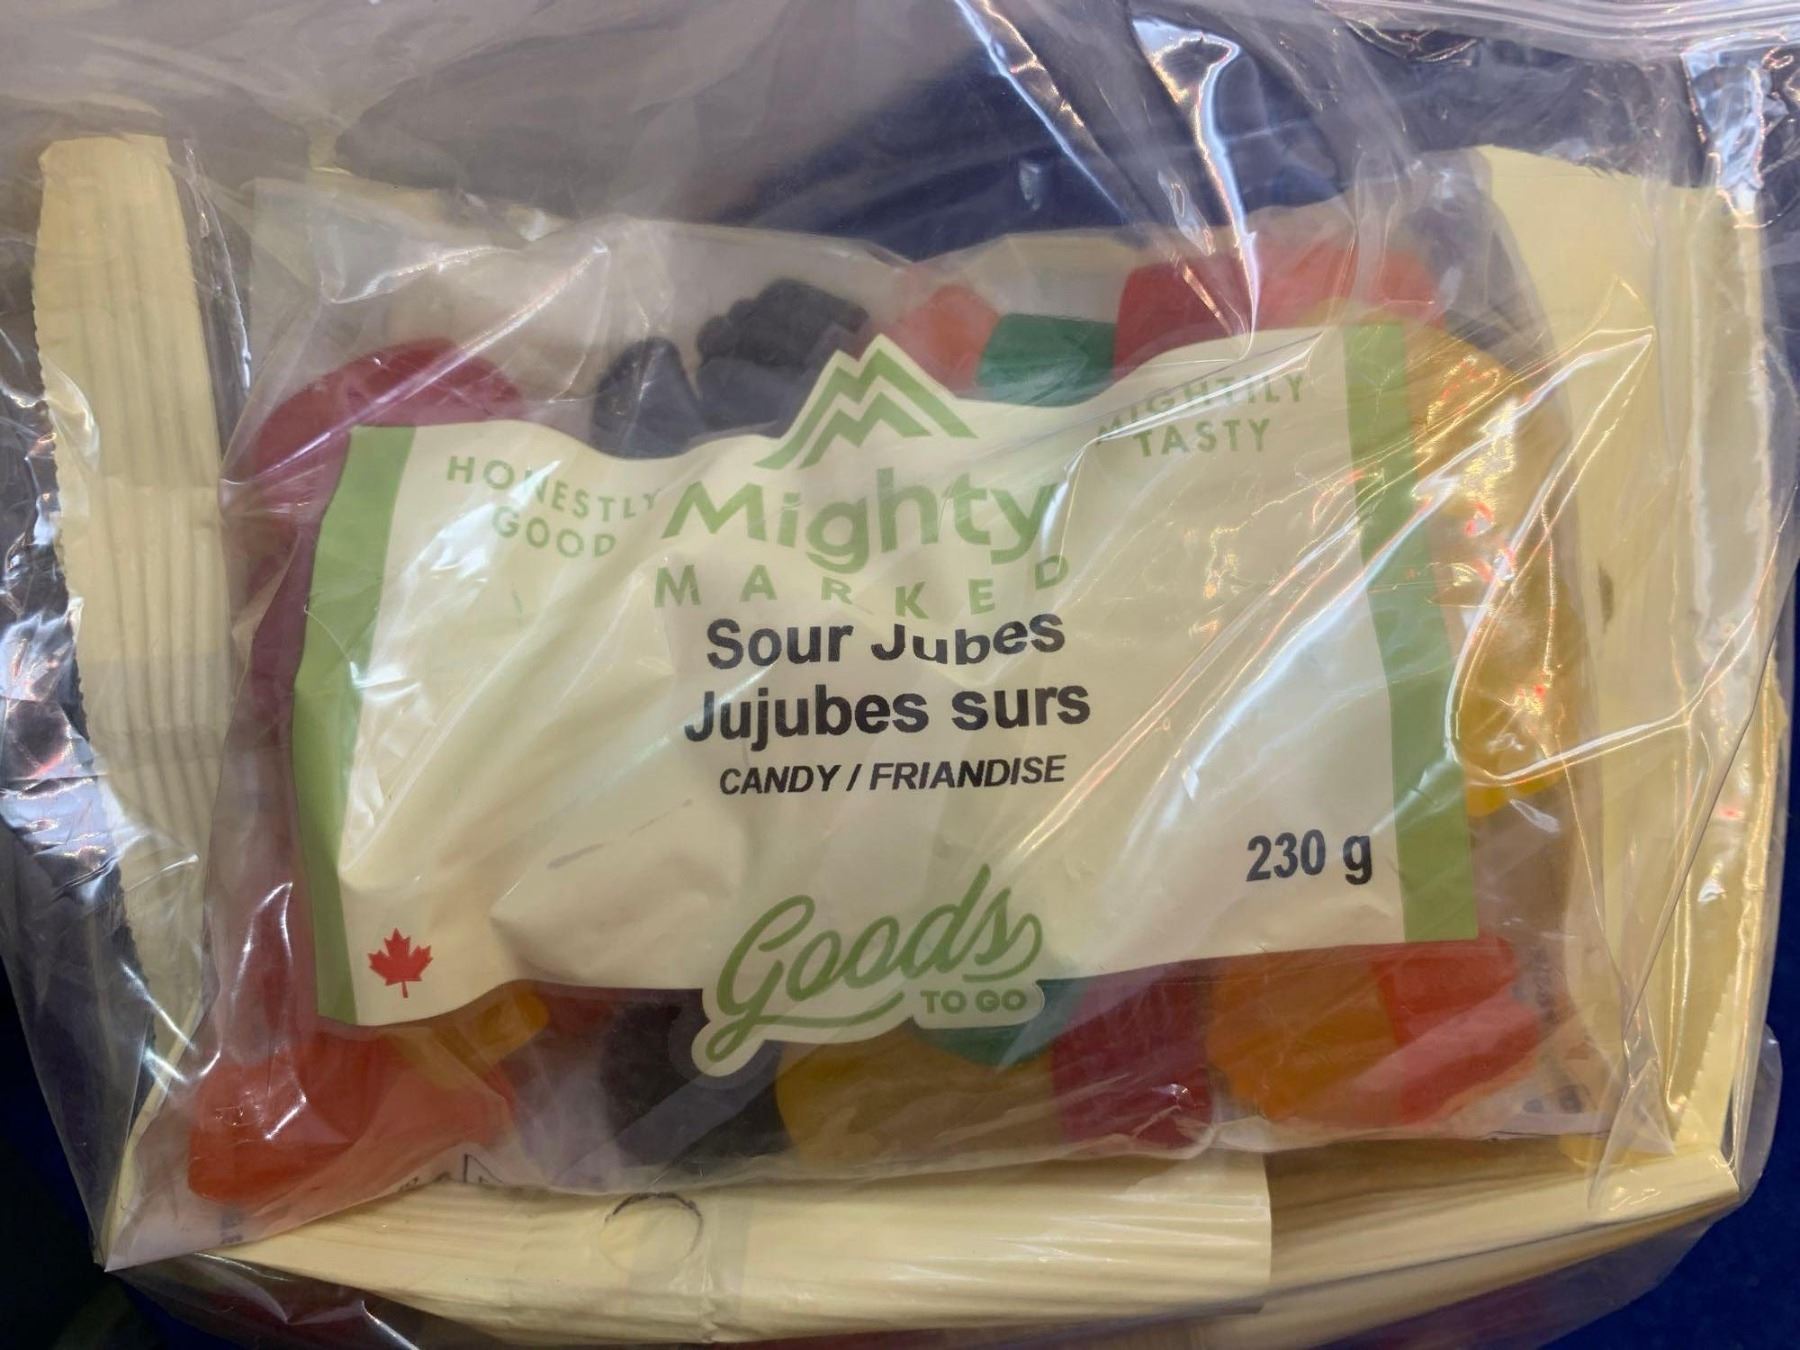 HONESTLY
GOOD
MIGHTILY
TASTY
Mighty
MARKED
Sour Jubes
Jujubes surs
CANDY / FRIANDISE
230 g
Goods
TO GO